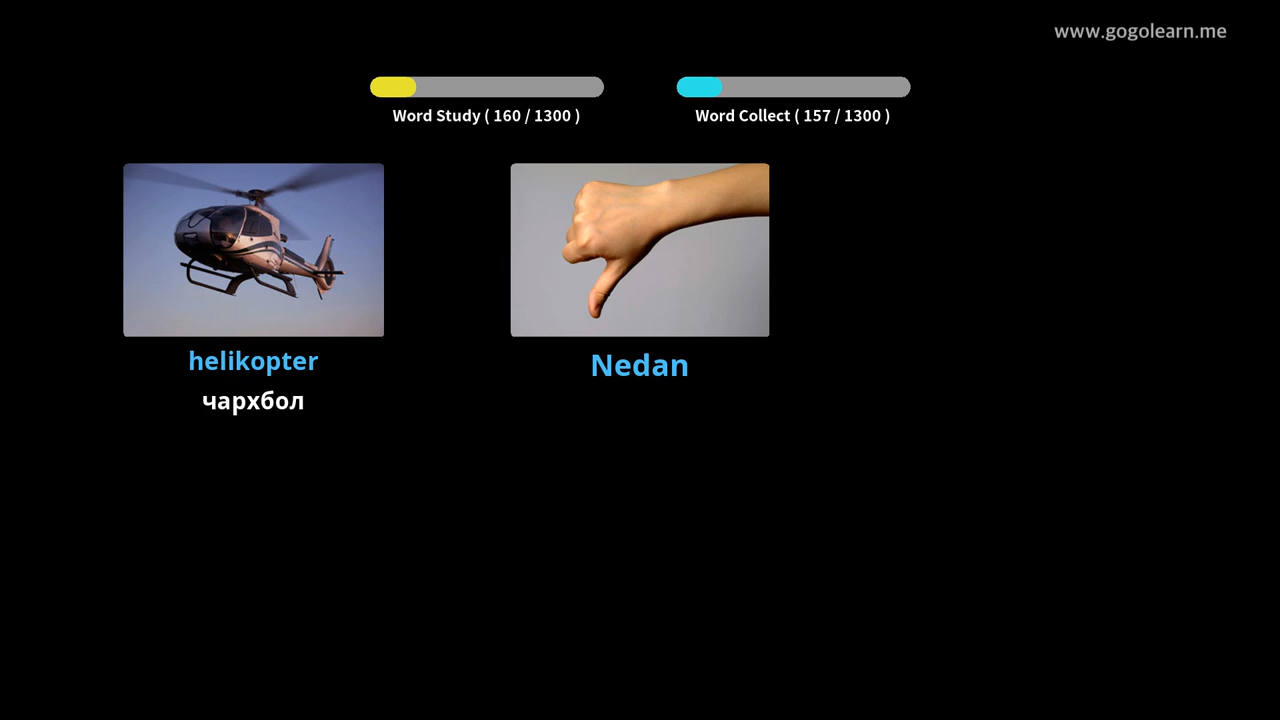 www.gogolearn.me
Word Study ( 160 / 1300 )
Word Collect ( 157 / 1300 )
helikopter
чархбол
Nedan